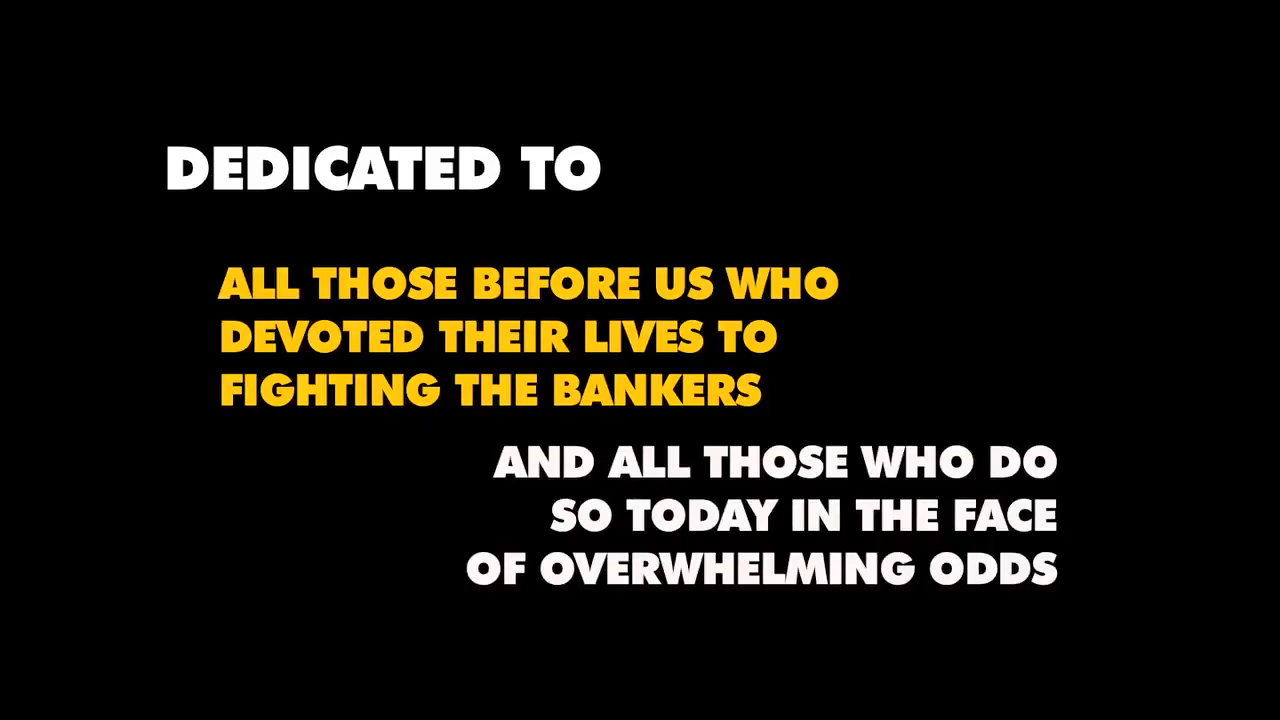 DEDICATED TO
ALL THOSE BEFORE US WHO
DEVOTED THEIR LIVES TO
FIGHTING THE BANKERS
AND ALL THOSE WHO DO
SO TODAY IN THE FACE
OF OVERWHELMING ODDS